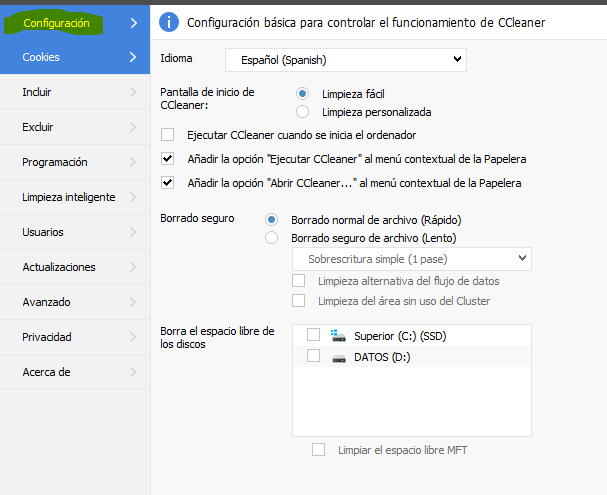 Configuración
Cookies
Incluir
Excluir
Programación
Limpieza inteligente
Usuarios
Actualizaciones
Avanzado
Privacidad
Acerca de
Configuración básica para controlar el funcionamiento de CCleaner
Idioma
Español (Spanish)
Pantalla de inicio de
CCleaner:
Limpieza fácil
Limpieza personalizada
Ejecutar CCleaner cuando se inicia el ordenador
Añadir la opción "Ejecutar CCleaner" al menú contextual de la Papelera
Añadir la opción "Abrir CCleaner..." al menú contextual de la Papelera
Borrado seguro
Borrado normal de archivo (Rápido)
Borrado seguro de archivo (Lento)
Sobrescritura simple (1 pase)
Limpieza alternativa del flujo de datos
Limpieza del área sin uso del Cluster
Borra el espacio libre de
los discos
Superior (C:) (SSD)
DATOS (D:)
Limpiar el espacio libre MFT